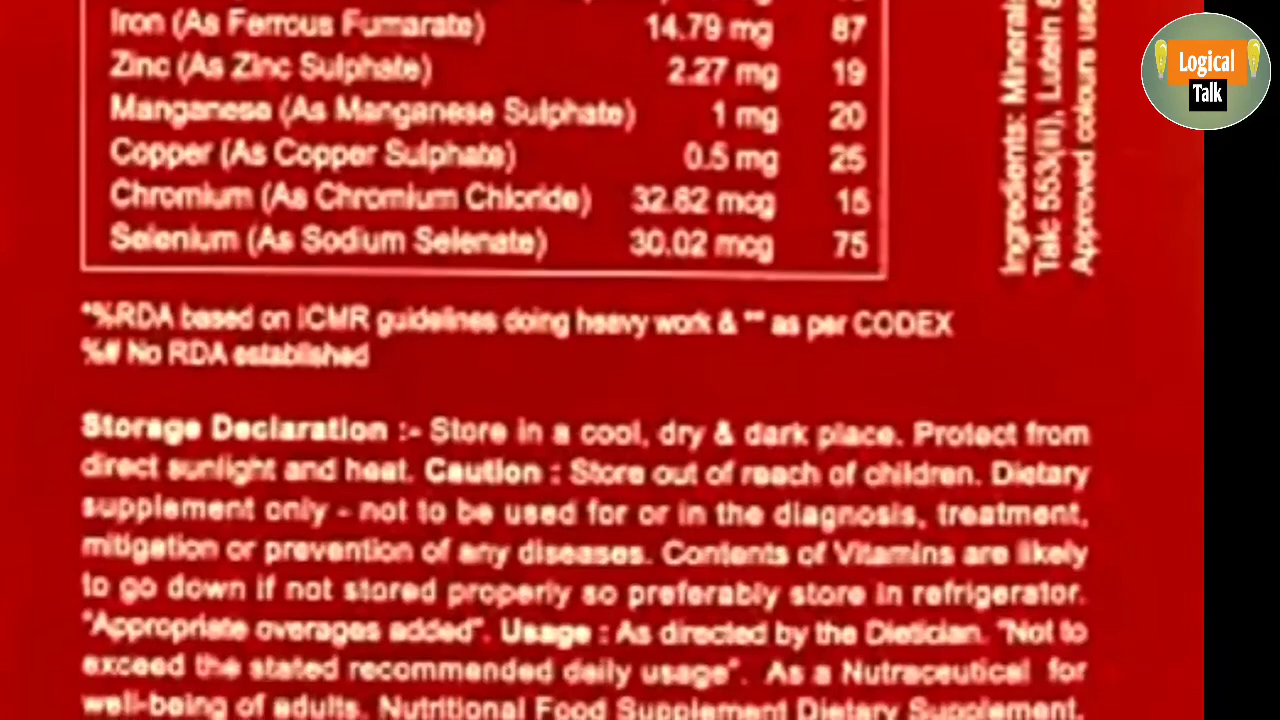 Iron (As Ferrous Fumarate) 14.79 mg 87
Zinc (As Zinc Sulphate) 2.27 mg 19
Manganese (As Manganese Sulphate) 1 mg 20
Copper (As Copper Sulphate) 0.5 mg 25
Chromium (As Chromium Chloride) 32.82 mcg 15
Selenium (As Sodium Selenate) 30.02 mcg 75
*%RDA based on ICMR guidelines doing heavy work & ** as per CODEX
%# No RDA established
Storage Declaration :- Store in a cool, dry & dark place. Protect from
direct sunlight and heat. Caution : Store out of reach of children. Dietary
supplement only - not to be used for or in the diagnosis, treatment,
mitigation or prevention of any diseases. Contents of Vitamins are likely
to go down if not stored properly so preferably store in refrigerator.
"Appropriate overages added". Usage : As directed by the Dietician. "Not to
exceed the stated recommended daily usage". As a Nutraceutical for
well-being of adults. Nutritional Food Supplement Dietary Supplement.
Ingredients: Minerals
Talc 553(iii), Lutein
Approved colours use
Logical
Talk